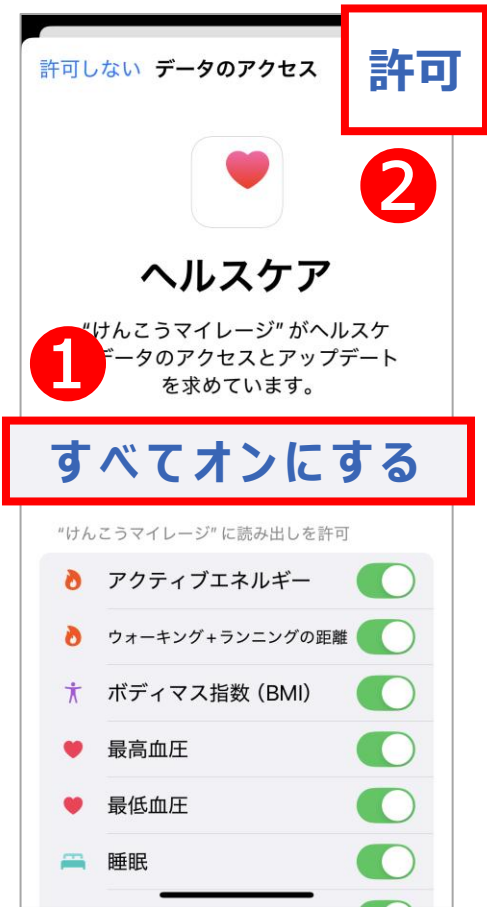 許可しない データのアクセス 許可
2
ヘルスケア
"けんこうマイレージ" がヘルスケ
データのアクセスとアップデート
を求めています。
1
すべてオンにする
"けんこうマイレージ" に読み出しを許可
アクティブエネルギー
ウォーキング+ランニングの距離
ボディマス指数（BMI）
最高血圧
最低血圧
睡眠